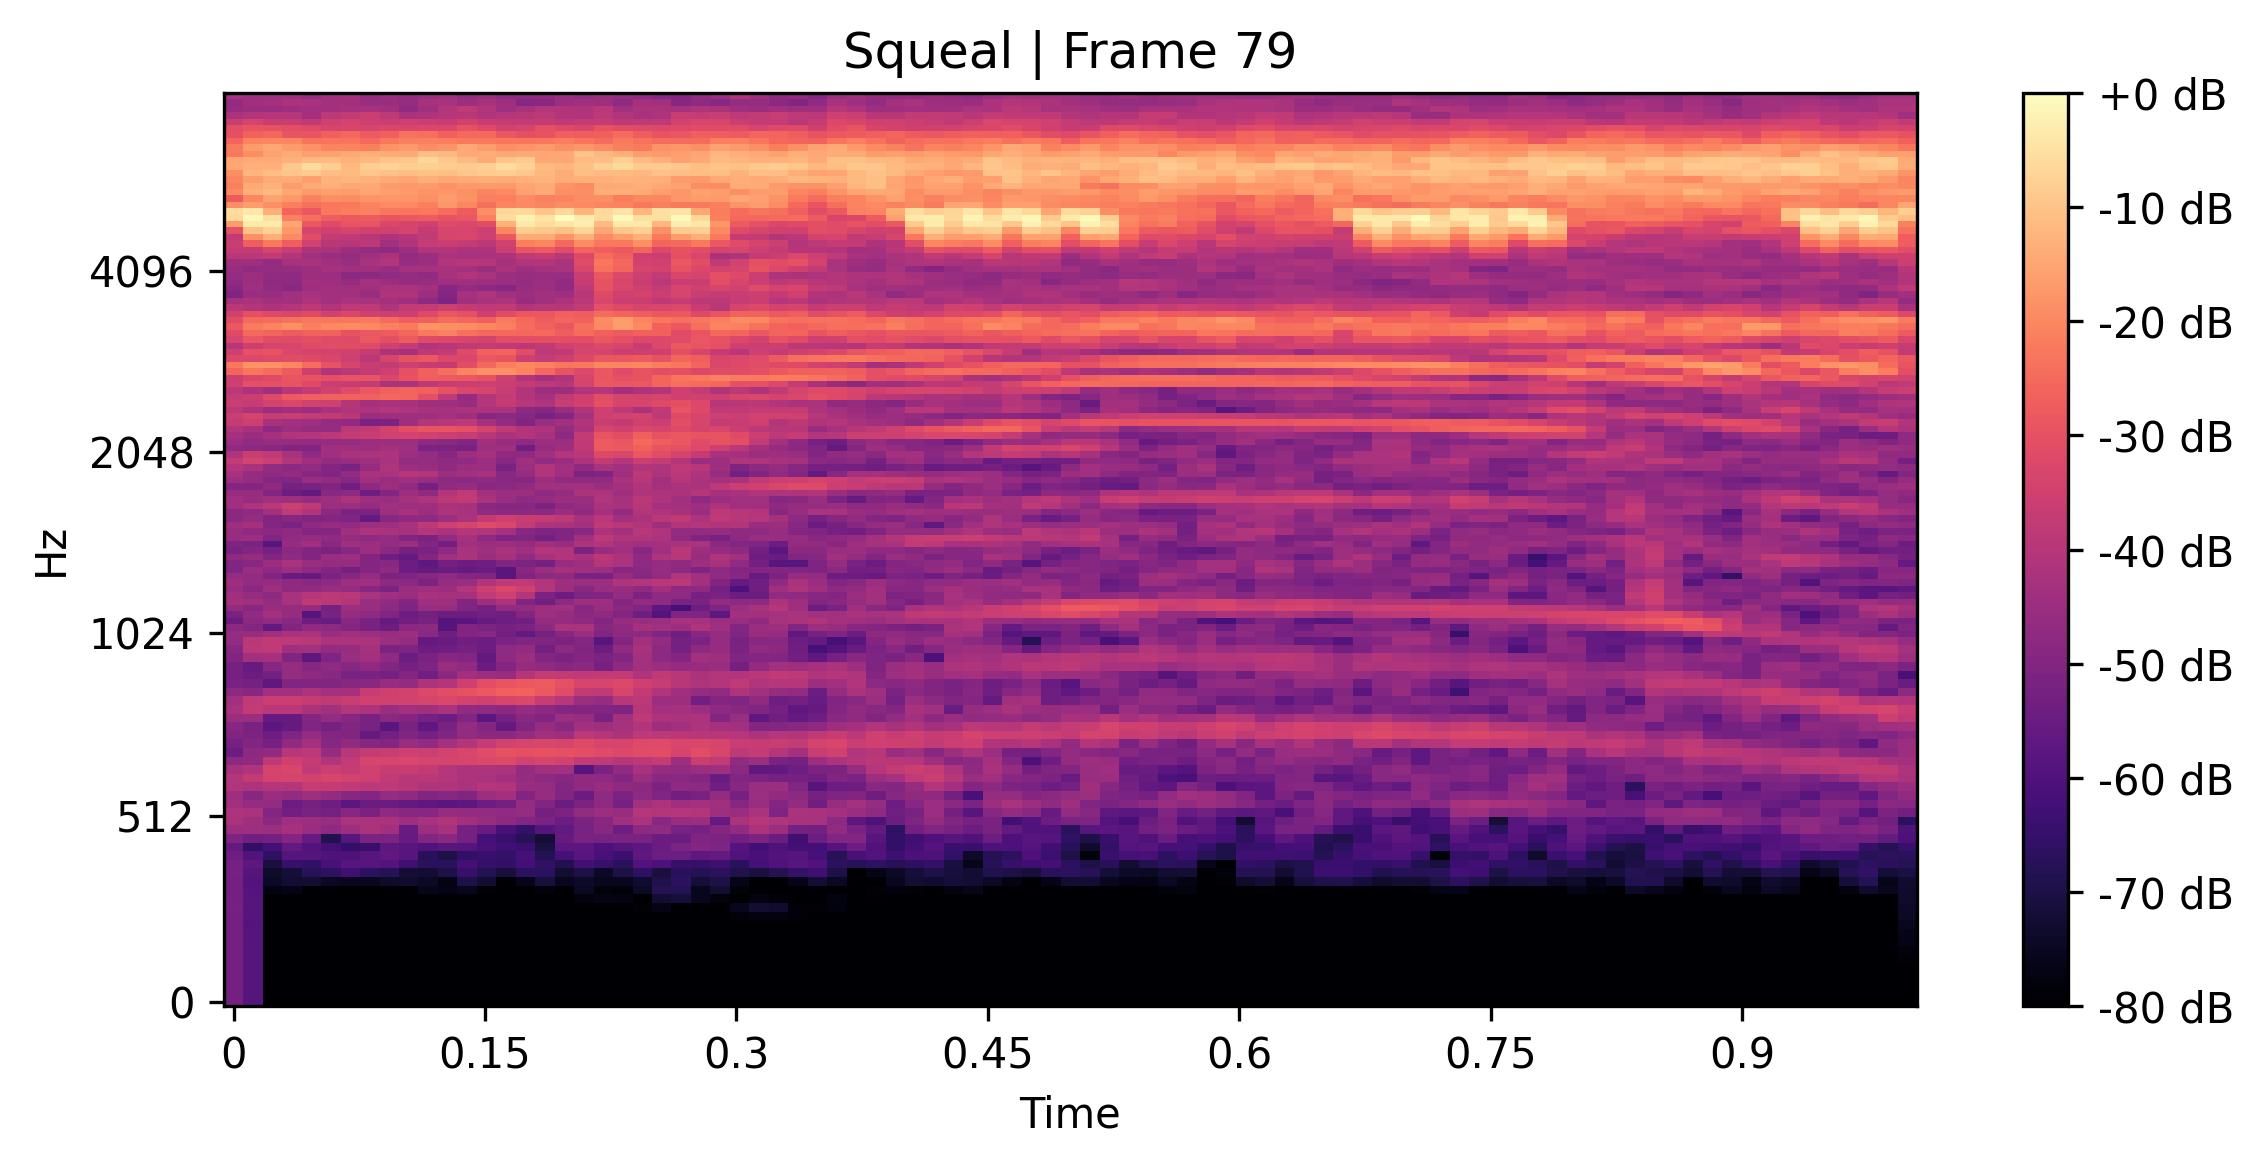 Squeal | Frame 79
Hz
4096
2048
1024
512
0
0 0.15 0.3 0.45 0.6 0.75 0.9
Time
+0 dB
-10 dB
-20 dB
-30 dB
-40 dB
-50 dB
-60 dB
-70 dB
-80 dB